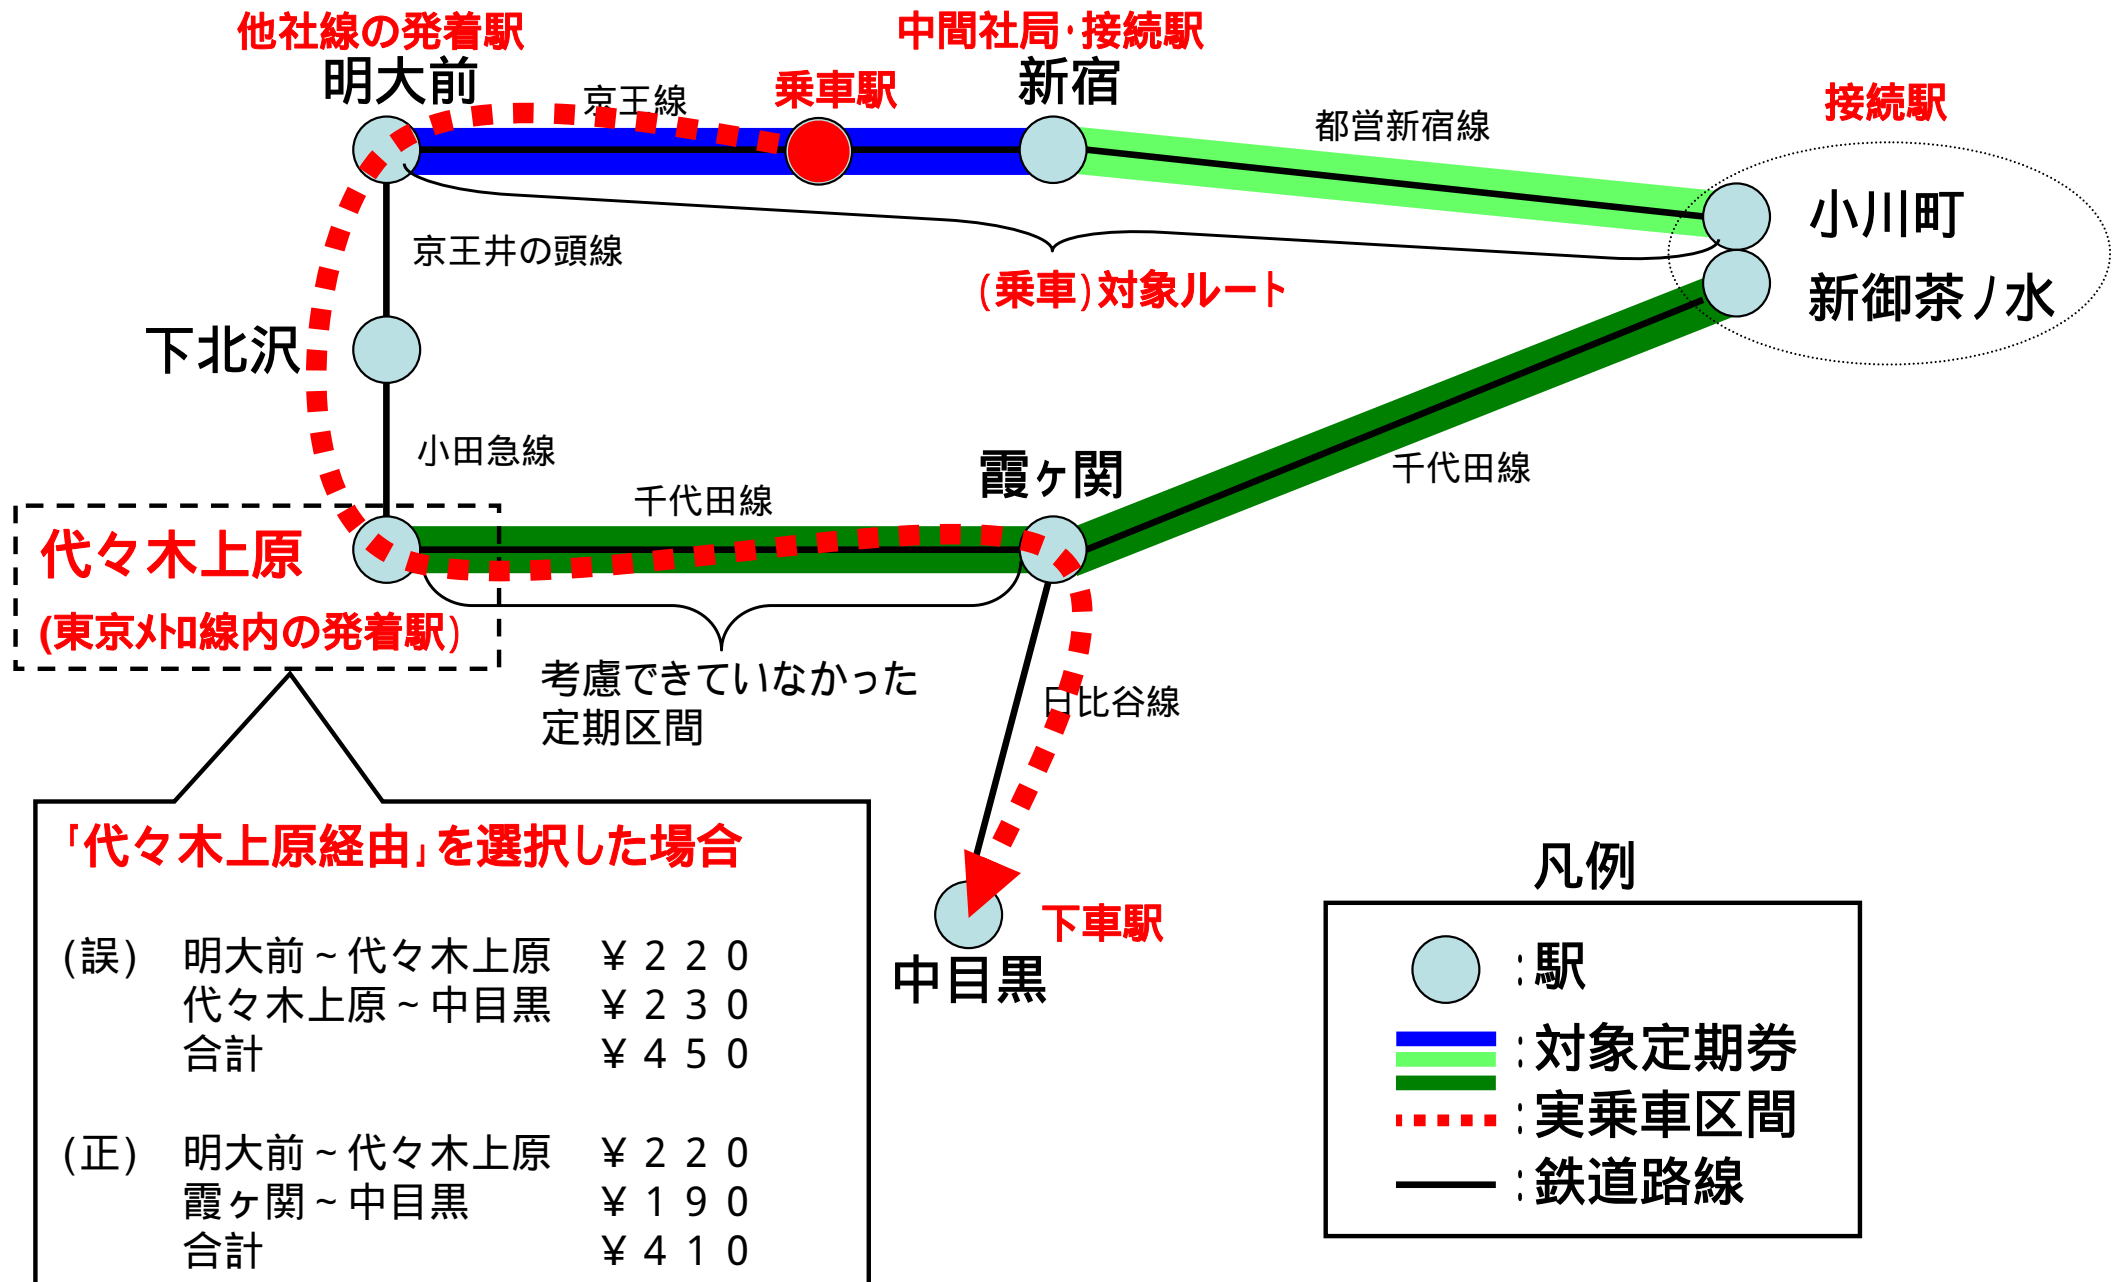 他社線の発着駅
明大前
京王線
乗車駅
中間社局・接続駅
新宿
都営新宿線
接続駅
小川町
新御茶ノ水
京王井の頭線
(乗車)対象ルート
下北沢
小田急線
霞ヶ関
千代田線
千代田線
代々木上原
(東京ﾒﾄﾛ線内の発着駅)
考慮できていなかった
定期区間
日比谷線
「代々木上原経由」を選択した場合
(誤) 明大前~代々木上原 ¥220
代々木上原~中目黒 ¥230
合計 ¥450
(正) 明大前~代々木上原 ¥220
霞ヶ関~中目黒 ¥190
合計 ¥410
下車駅
中目黒
凡例
:駅
:対象定期券
:実乗車区間
:鉄道路線